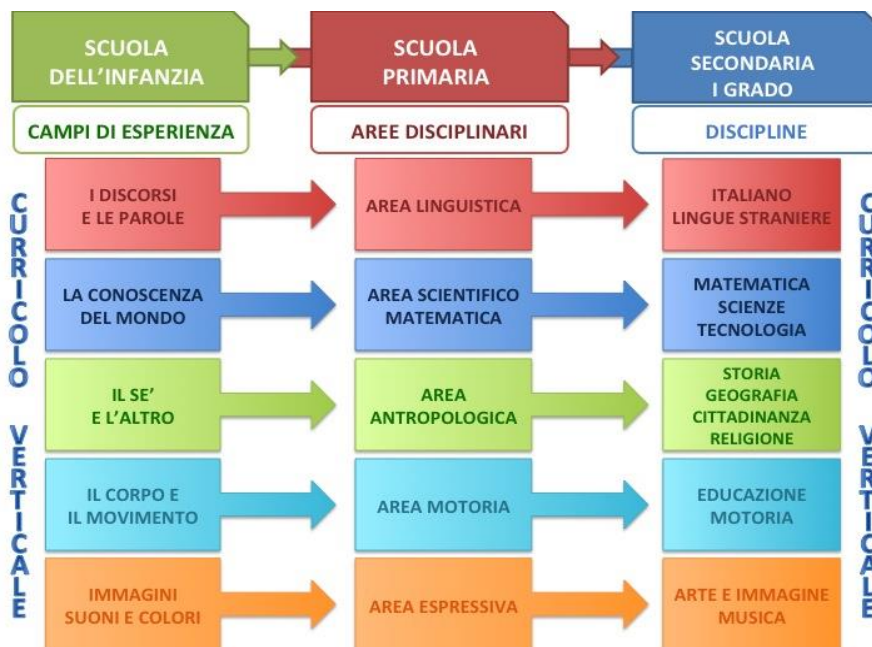 SCUOLA
DELL'INFANZIA
SCUOLA
PRIMARIA
SCUOLA
SECONDARIA
I GRADO
CAMPI DI ESPERIENZA
AREE DISCIPLINARI
DISCIPLINE
CURRICOLO VERTICALE
I DISCORSI
E LE PAROLE
AREA LINGUISTICA
ITALIANO
LINGUE STRANIERE
LA CONOSCENZA
DEL MONDO
AREA SCIENTIFICO
MATEMATICA
MATEMATICA
SCIENZE
TECNOLOGIA
IL SE'
E L'ALTRO
AREA
ANTROPOLOGICA
STORIA
GEOGRAFIA
CITTADINANZA
RELIGIONE
IL CORPO E
IL MOVIMENTO
AREA MOTORIA
EDUCAZIONE
MOTORIA
IMMAGINI
SUONI E COLORI
AREA ESPRESSIVA
ARTE E IMMAGINE
MUSICA
CURRICOLO VERTICALE